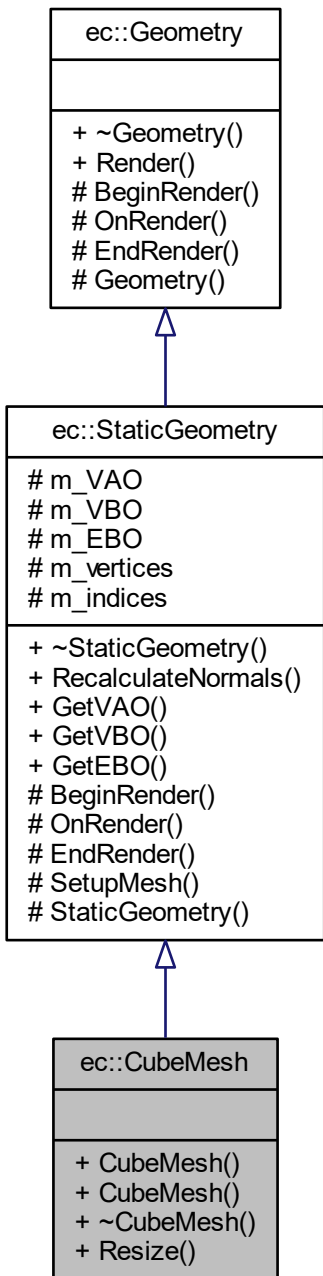 ec::Geometry
+ ~Geometry()
+ Render()
# BeginRender()
# OnRender()
# EndRender()
# Geometry()
ec::StaticGeometry
# m_VAO
# m_VBO
# m_EBO
# m_vertices
# m_indices
+ ~StaticGeometry()
+ RecalculateNormals()
+ GetVAO()
+ GetVBO()
+ GetEBO()
# BeginRender()
# OnRender()
# EndRender()
# SetupMesh()
# StaticGeometry()
ec::CubeMesh
+ CubeMesh()
+ CubeMesh()
+ ~CubeMesh()
+ Resize()